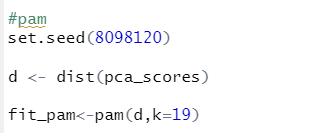 #pam
set.seed(8098120)
d <- dist(pca_scores)
fit_pam<-pam(d,k=19)